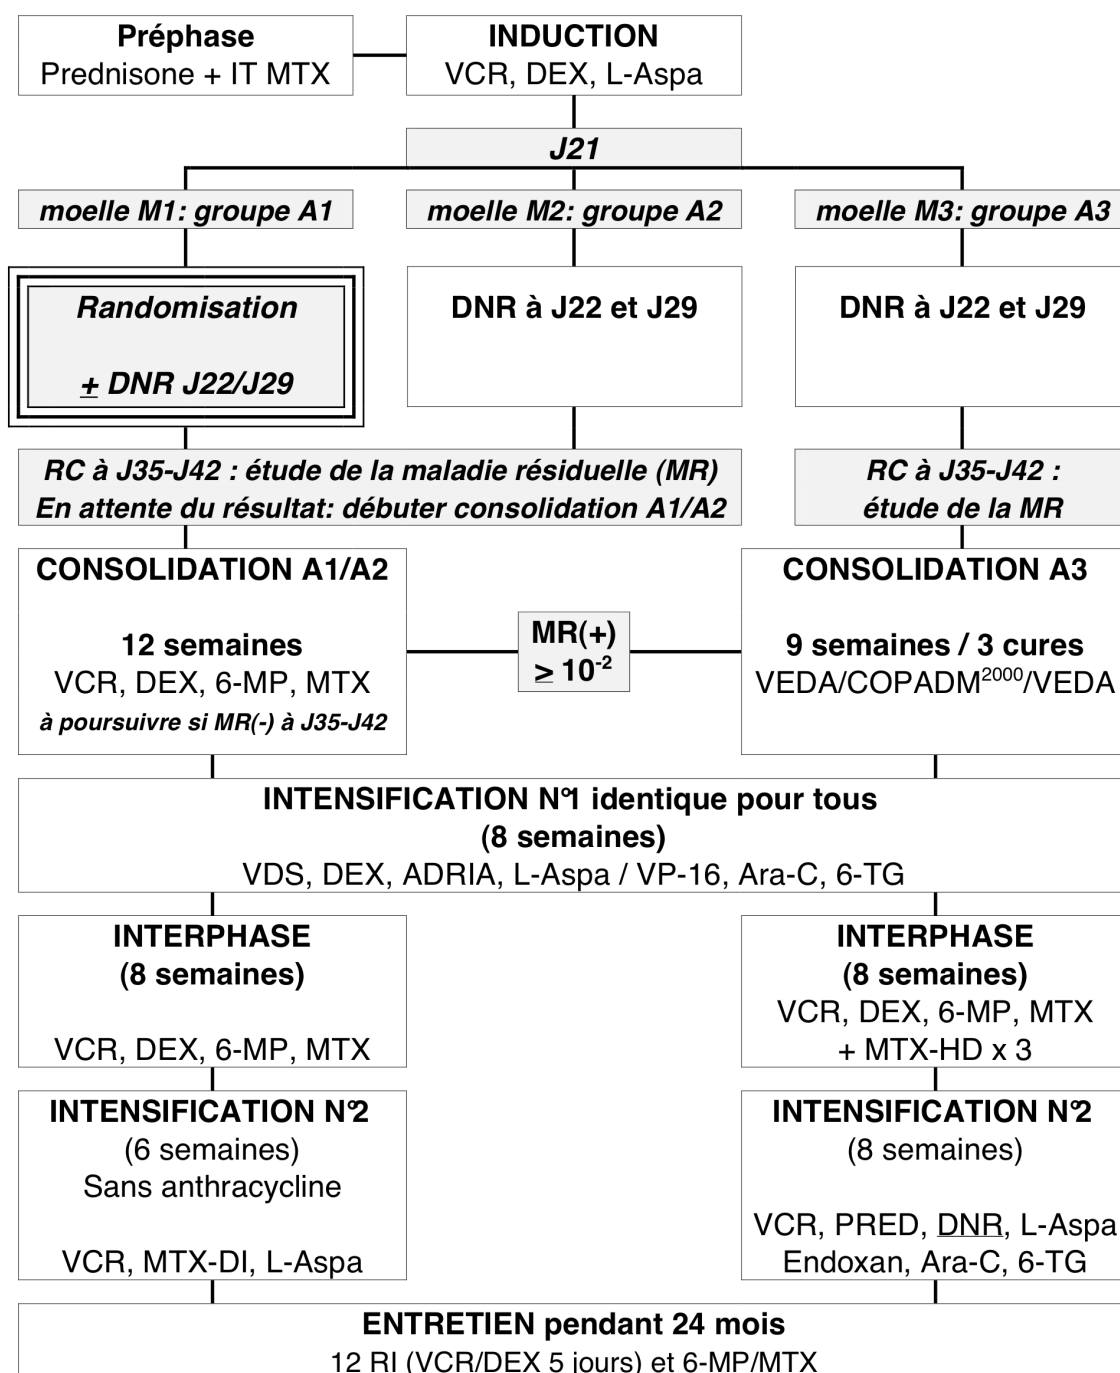 Préphase
Prednisone + IT MTX
INDUCTION
VCR, DEX, L-Aspa
J21
moelle M1: groupe A1
moelle M2: groupe A2
moelle M3: groupe A3
Randomisation
+ DNR J22/J29
DNR à J22 et J29
DNR à J22 et J29
RC à J35-J42 : étude de la maladie résiduelle (MR)
En attente du résultat: débuter consolidation A1/A2
RC à J35-J42 :
étude de la MR
CONSOLIDATION A1/A2
12 semaines
VCR, DEX, 6-MP, MTX
à poursuivre si MR(-) à J35-J42
MR(+)
≥ 10⁻²
CONSOLIDATION A3
9 semaines / 3 cures
VEDA/COPADM²⁰⁰⁰/VEDA
INTENSIFICATION N°1 identique pour tous
(8 semaines)
VDS, DEX, ADRIA, L-Aspa / VP-16, Ara-C, 6-TG
INTERPHASE
(8 semaines)
VCR, DEX, 6-MP, MTX
INTERPHASE
(8 semaines)
VCR, DEX, 6-MP, MTX
+ MTX-HD x 3
INTENSIFICATION N°2
(6 semaines)
Sans anthracycline
VCR, MTX-DI, L-Aspa
INTENSIFICATION N°2
(8 semaines)
VCR, PRED, DNR, L-Aspa
Endoxan, Ara-C, 6-TG
ENTRETIEN pendant 24 mois
12 RI (VCR/DEX 5 jours) et 6-MP/MTX